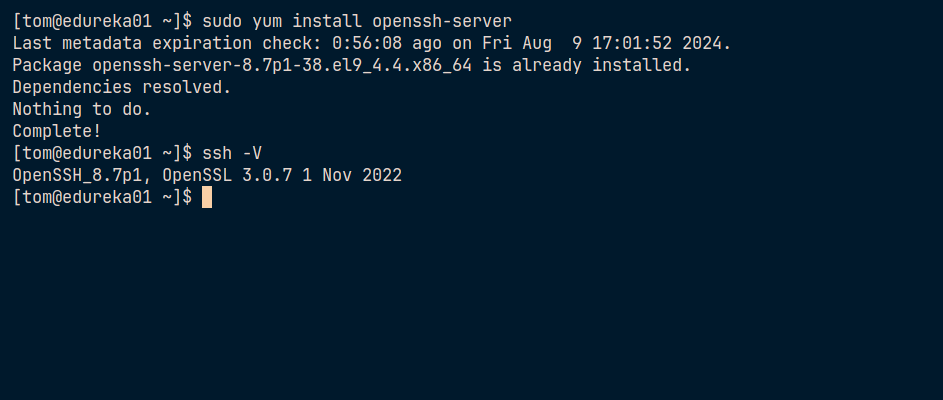 [tom@edureka01 ~]$ sudo yum install openssh-server
Last metadata expiration check: 0:56:08 ago on Fri Aug  9 17:01:52 2024.
Package openssh-server-8.7p1-38.el9_4.4.x86_64 is already installed.
Dependencies resolved.
Nothing to do.
Complete!
[tom@edureka01 ~]$ ssh -V
OpenSSH_8.7p1, OpenSSL 3.0.7 1 Nov 2022
[tom@edureka01 ~]$